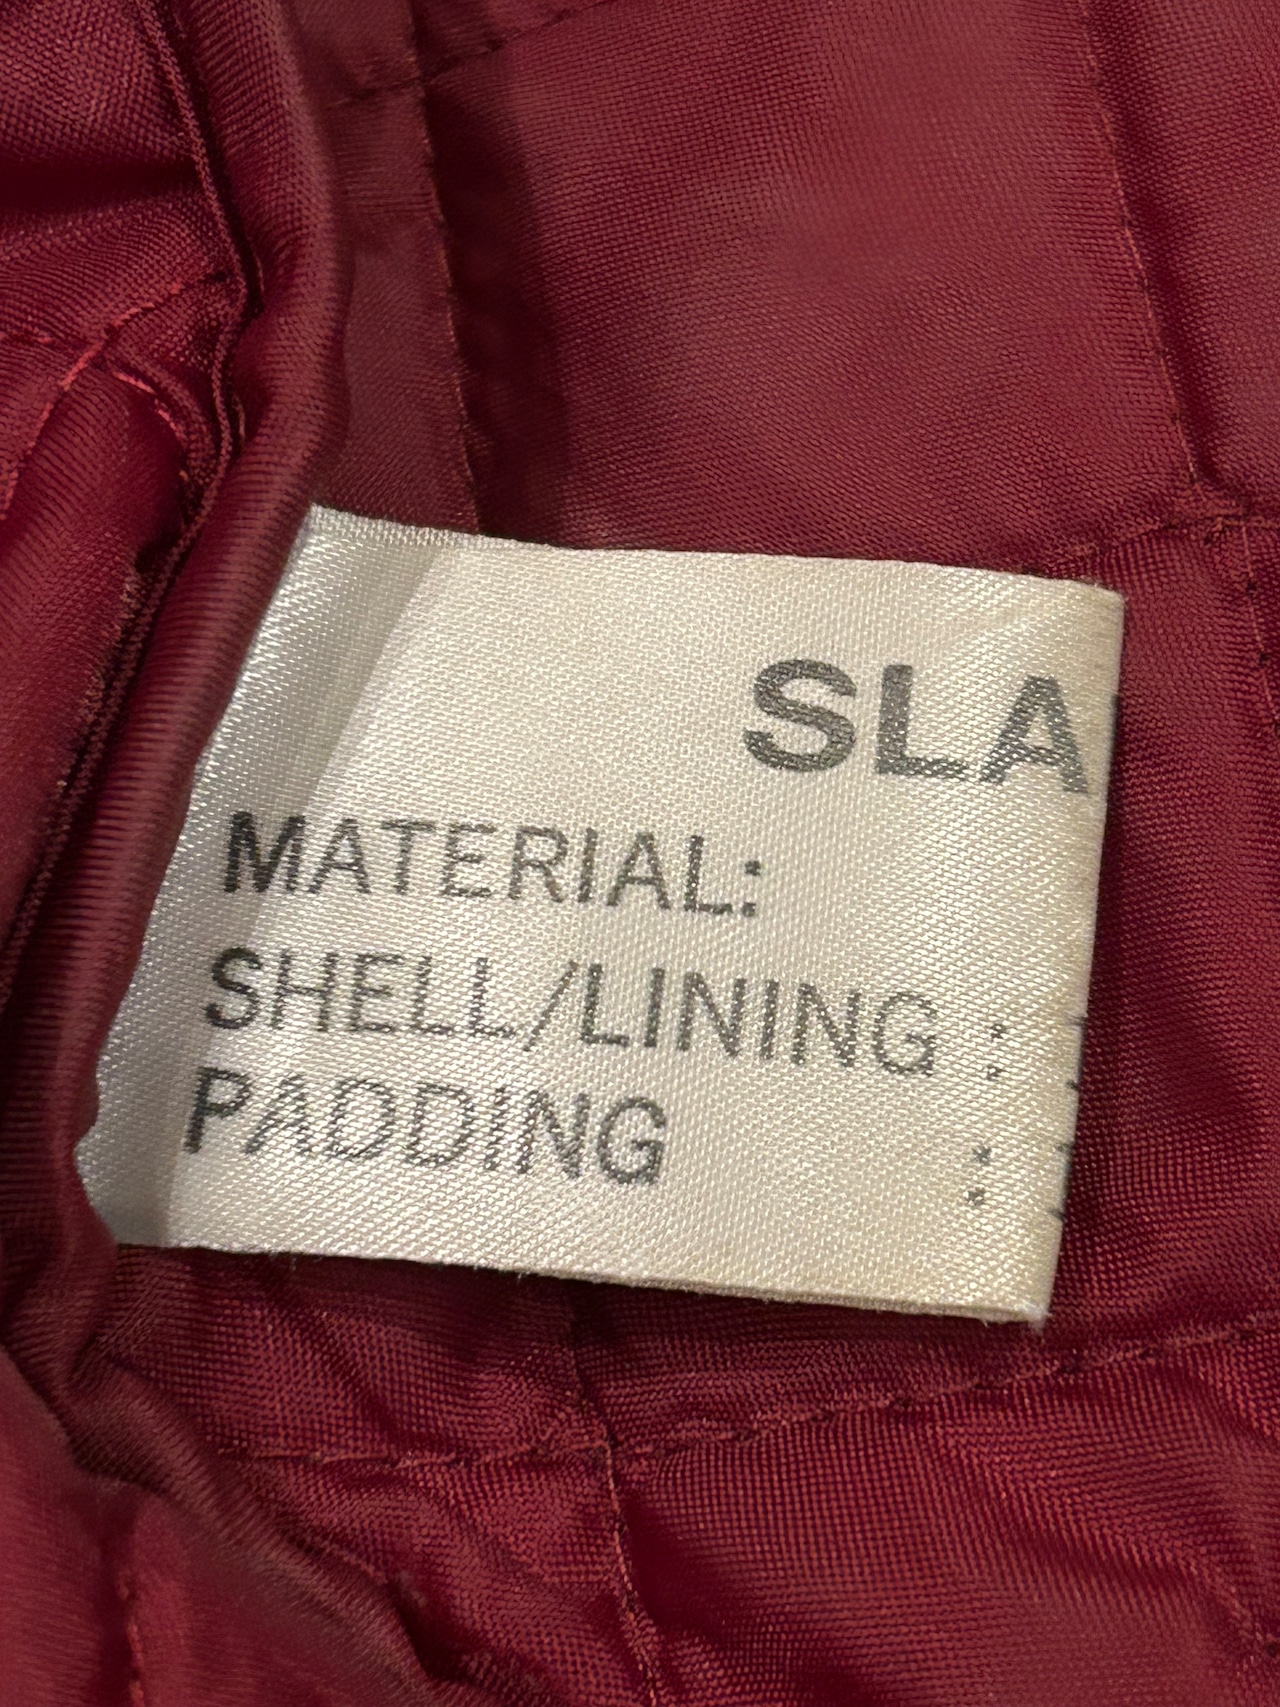 SLA
MATERIAL:
SHELL/LINING :
PADDING :